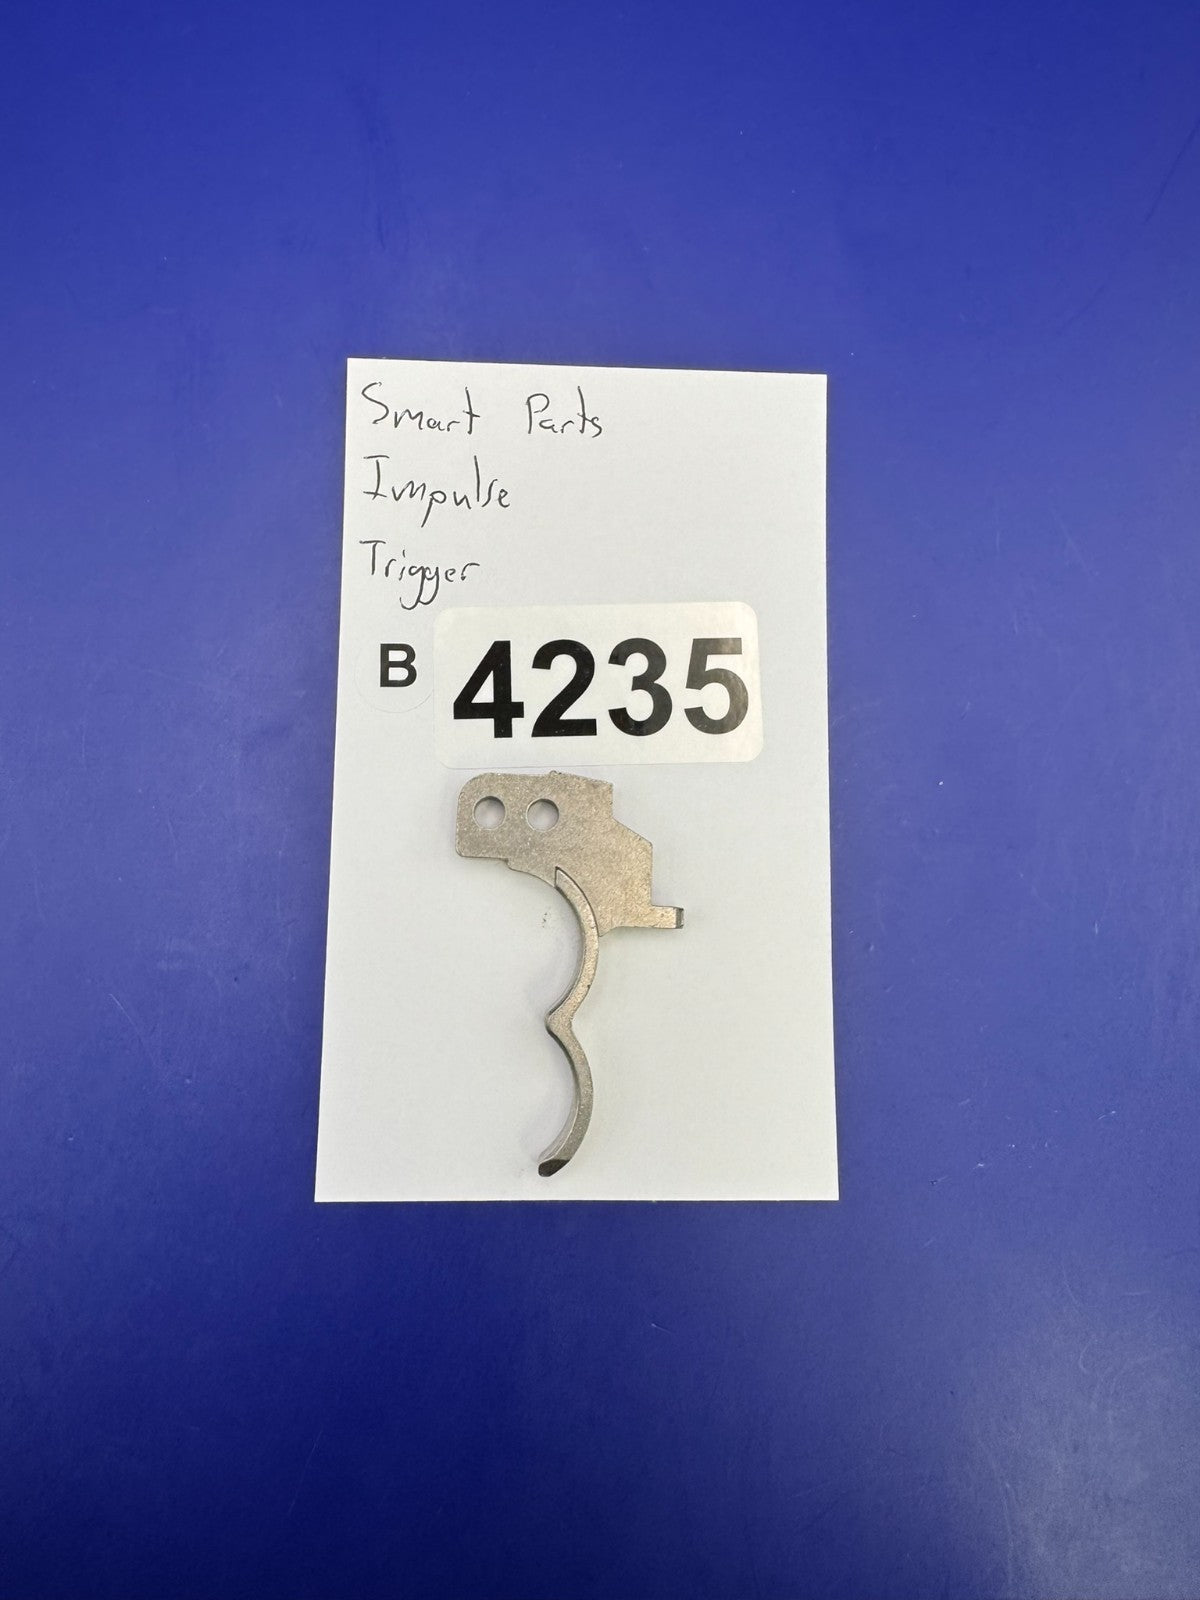 Smart Parts
Impulse
Trigger
B 4235